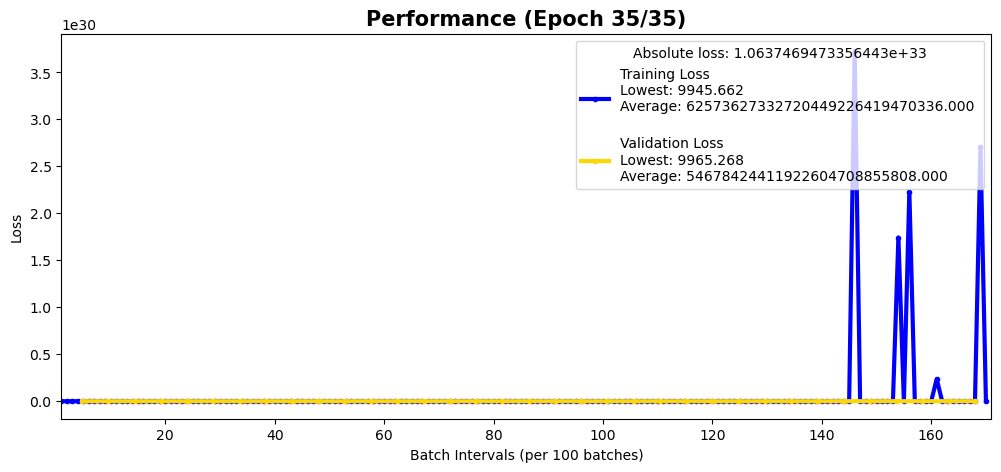 Performance (Epoch 35/35)
1e30
Absolute loss: 1.0637469473356443e+33
Training Loss
Lowest: 9945.662
Average: 62573627332720449226419470336.000
Validation Loss
Lowest: 9965.268
Average: 54678424411922604708855808.000
3.5
3.0
2.5
2.0
1.5
1.0
0.5
0.0
Loss
20
40
60
80
100
120
140
160
Batch Intervals (per 100 batches)